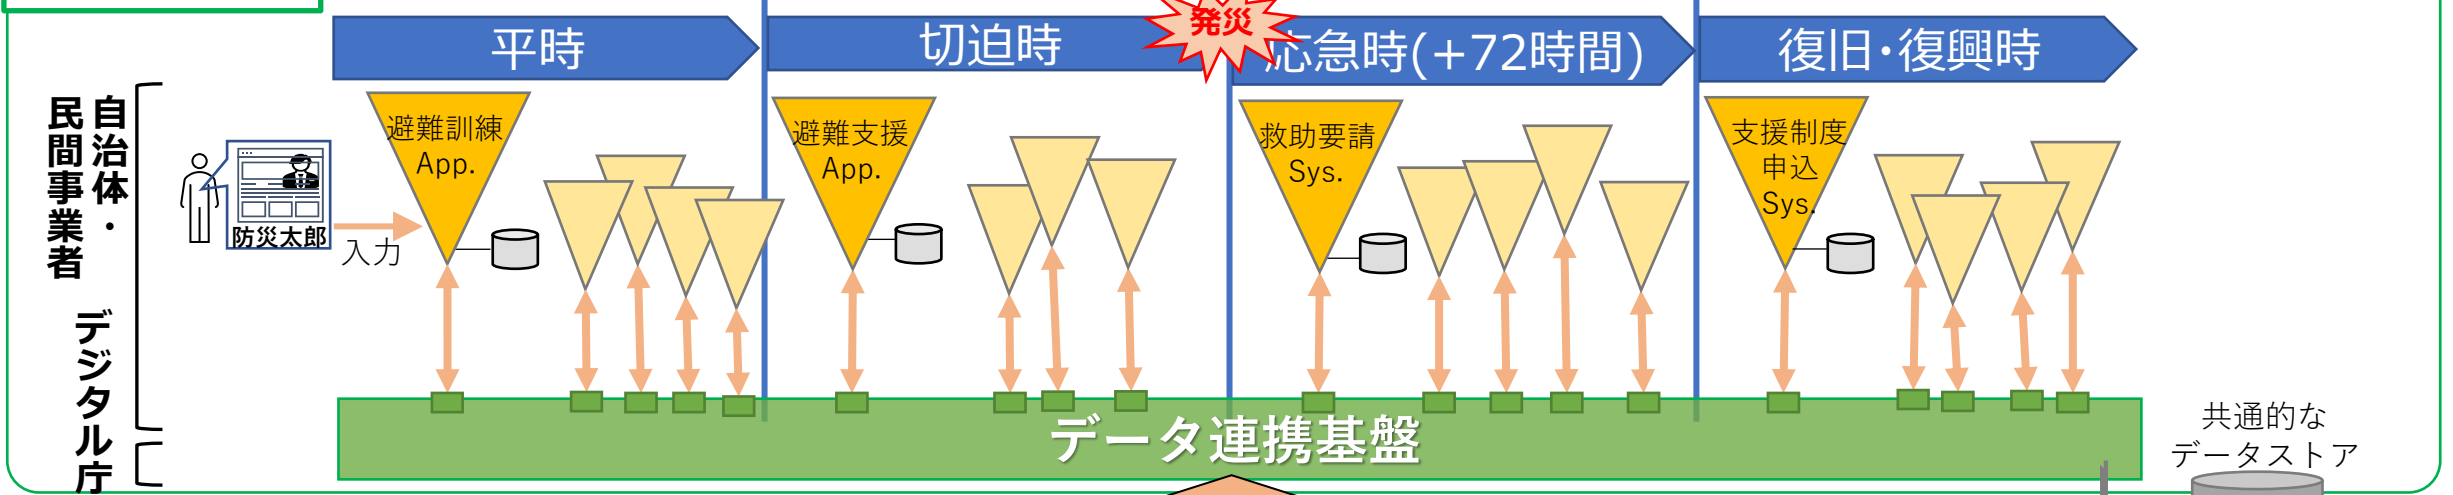 発災
平時
切迫時
応急時(+72時間)
復旧・復興時
自治体・
民間事業者
デジタル庁
防災太郎
入力
避難訓練
App.
避難支援
App.
救助要請
Sys.
支援制度
申込
Sys.
データ連携基盤
共通的な
データストア